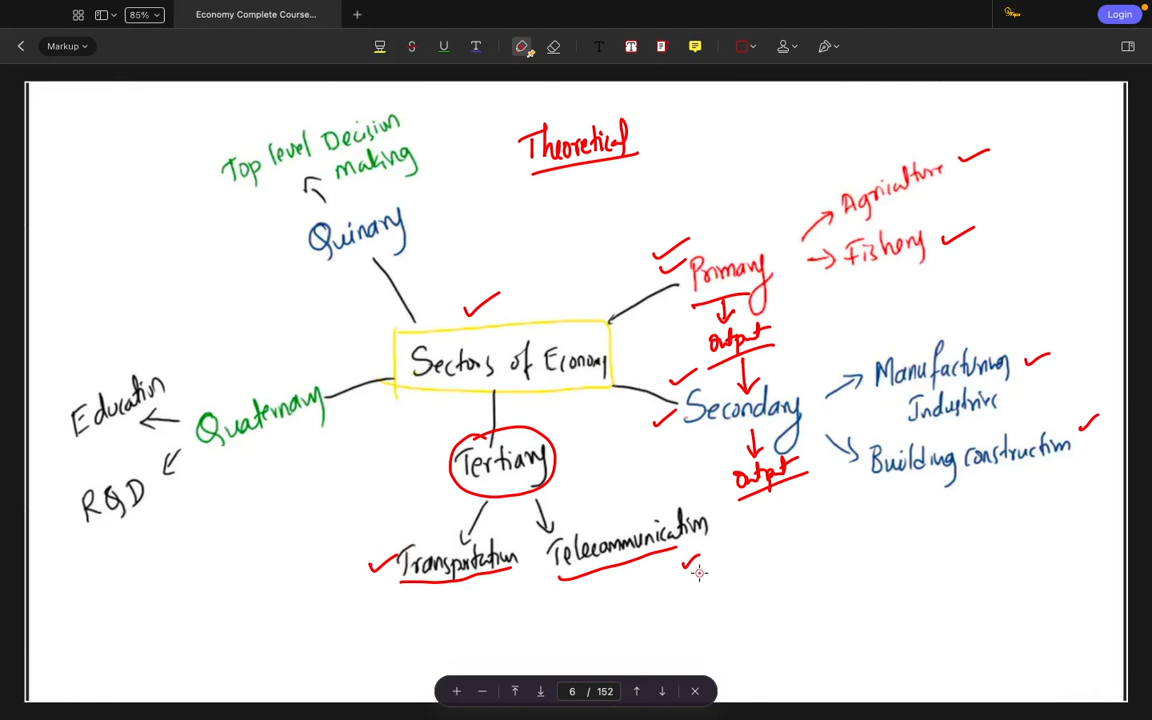 85%
Economy Complete Course...
Login
Markup
Theoretical
Top level Decision
making
Quinary
Agriculture
Fishery
Primary
output
Sectors of Economy
Manufacturing
Industries
Secondary
Building construction
output
Education
Quaternary
R&D
Tertiary
Transportation
Telecommunication
6 / 152